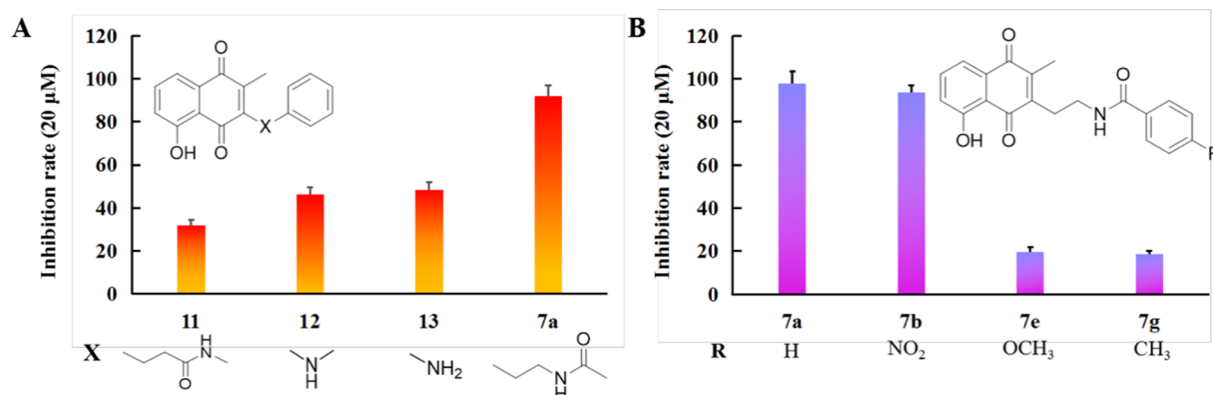 A
Inhibition rate (20 µM)
120
100
80
60
40
20
0
O
OH
O
X
11
12
13
7a
X
H
N
O
N
H
NH₂
O
N
H
B
Inhibition rate (20 µM)
120
100
80
60
40
20
0
O
O
N
H
OH
O
R
7a
7b
7e
7g
R
H
NO₂
OCH₃
CH₃